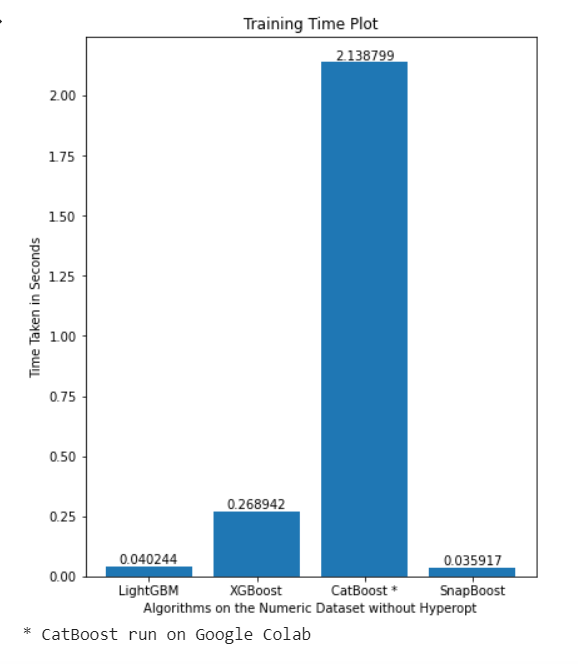 Training Time Plot
2.138799
2.00
1.75
1.50
1.25
1.00
0.75
0.50
0.25
0.00
Time Taken in Seconds
0.040244
0.268942
0.035917
LightGBM XGBoost CatBoost * SnapBoost
Algorithms on the Numeric Dataset without Hyperopt
* CatBoost run on Google Colab